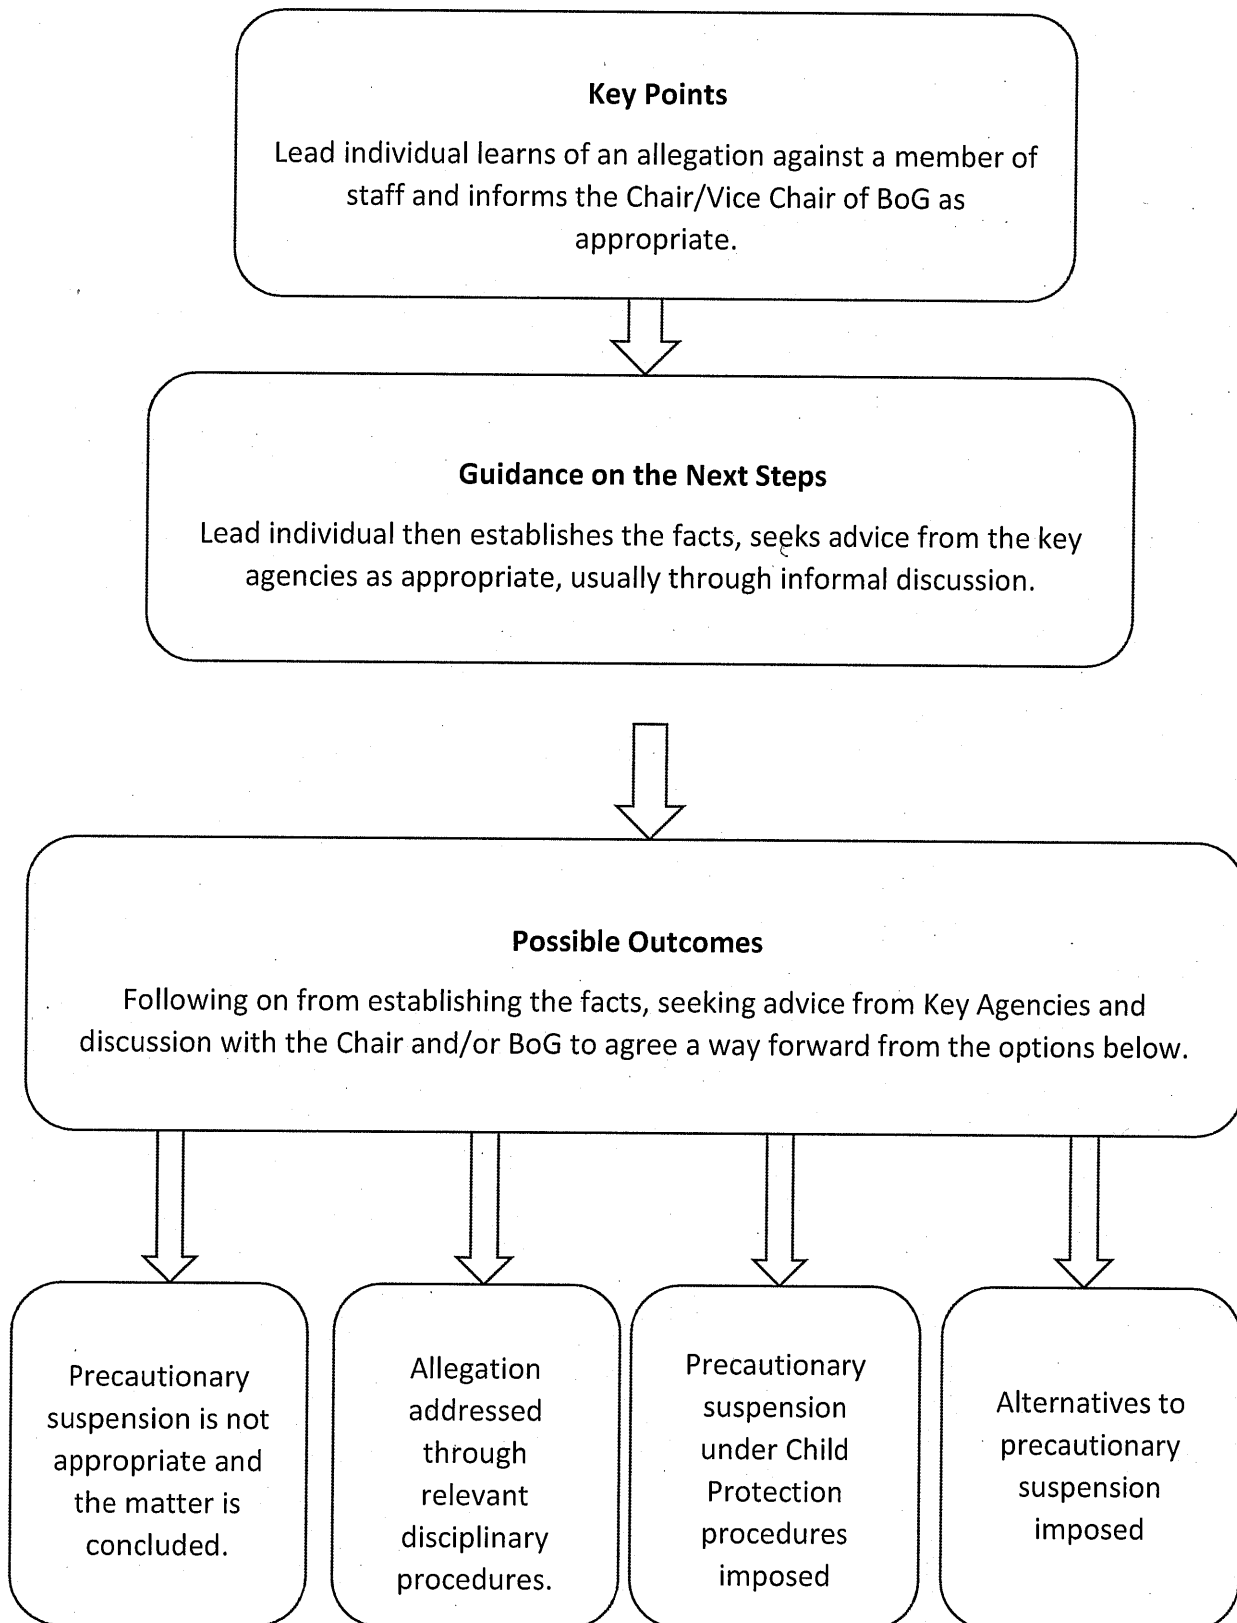 Key Points
Lead individual learns of an allegation against a member of
staff and informs the Chair/Vice Chair of BoG as
appropriate.
Guidance on the Next Steps
Lead individual then establishes the facts, seeks advice from the key
agencies as appropriate, usually through informal discussion.
Possible Outcomes
Following on from establishing the facts, seeking advice from Key Agencies and
discussion with the Chair and/or BoG to agree a way forward from the options below.
Precautionary
suspension is not
appropriate and
the matter is
concluded.
Allegation
addressed
through
relevant
disciplinary
procedures.
Precautionary
suspension
under Child
Protection
procedures
imposed
Alternatives to
precautionary
suspension
imposed